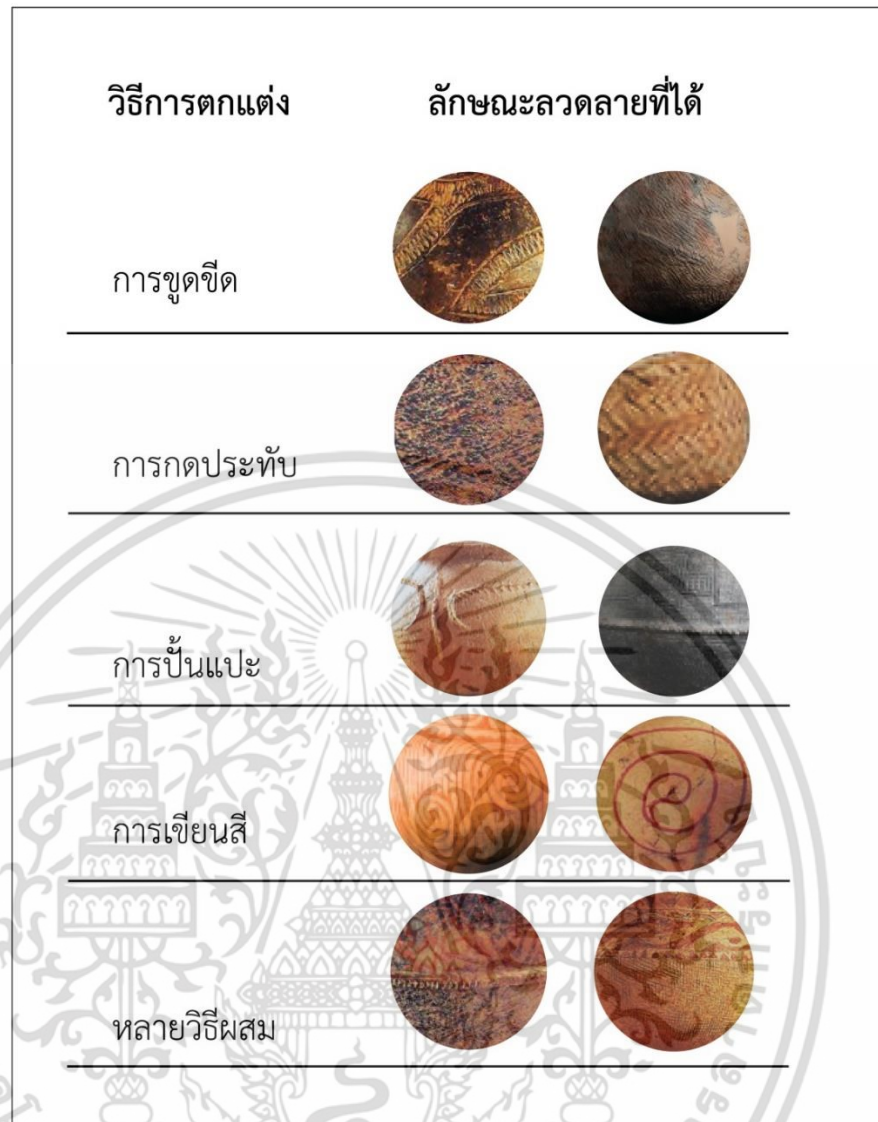 วิธีการตกแต่ง ลักษณะลวดลายที่ได้
การขูดขีด
การกดประทับ
การปั้นแปะ
การเขียนสี
หลายวิธีผสม